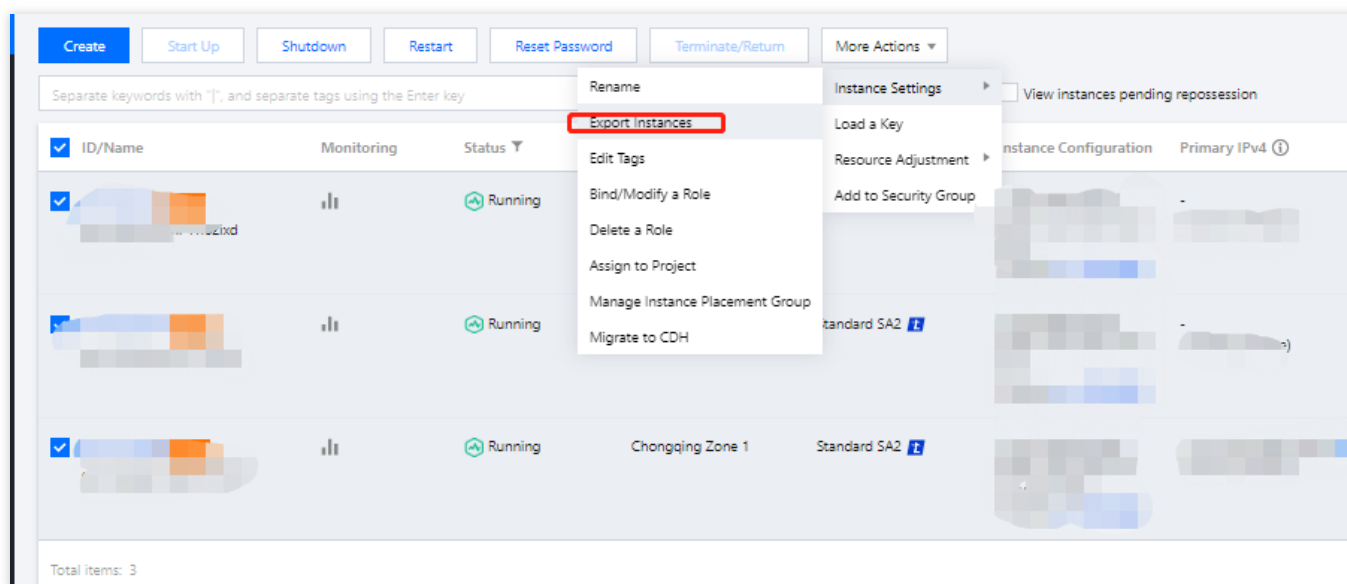 Create Start Up Shutdown Restart Reset Password Terminate/Return More Actions
Separate keywords with "|", and separate tags using the Enter key
View instances pending repossession
Rename
Export Instances
Edit Tags
Bind/Modify a Role
Delete a Role
Assign to Project
Manage Instance Placement Group
Migrate to CDH
Instance Settings
Load a Key
Resource Adjustment
Add to Security Group
ID/Name Monitoring Status nstance Configuration Primary IPv4
Running -
Running tandard SA2 -
Running Chongqing Zone 1 Standard SA2
Total items: 3